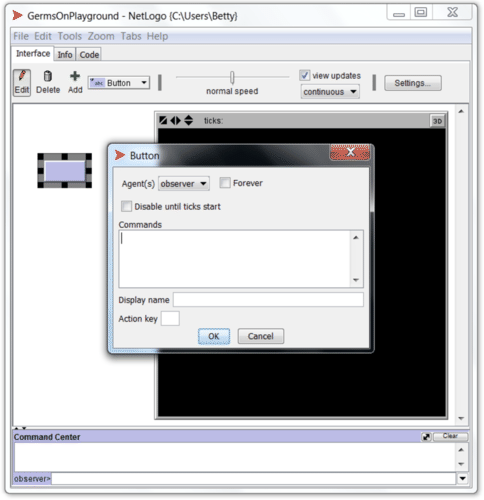 GermsOnPlayground - NetLogo {C:\Users\Betty}
File Edit Tools Zoom Tabs Help
Interface Info Code
Edit Delete Add abc Button normal speed view updates continuous Settings...
ticks: 3D
Button
Agent(s) observer Forever
Disable until ticks start
Commands
Display name
Action key
OK Cancel
Command Center Clear
observer>